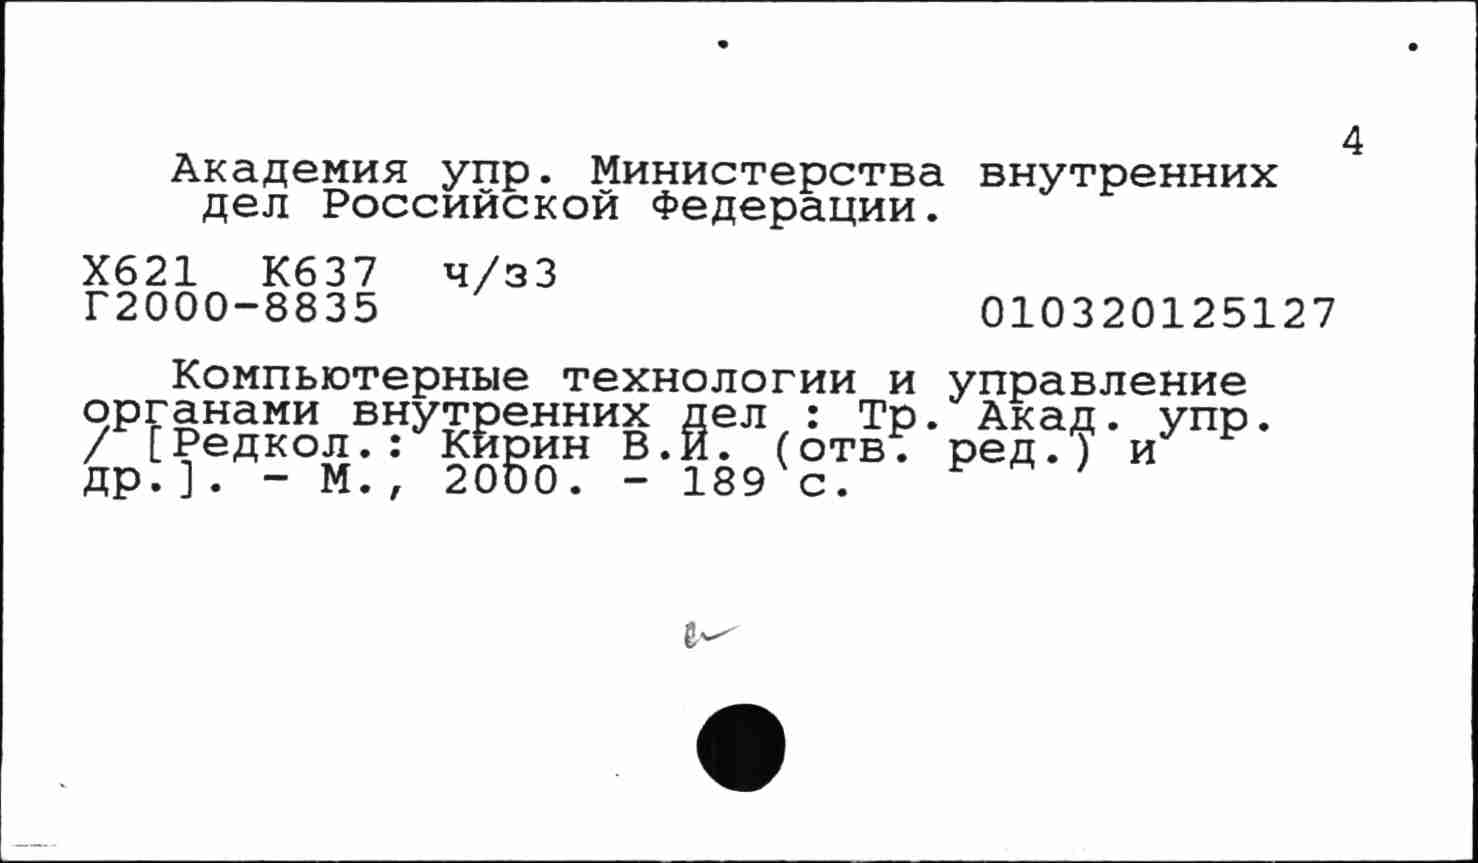 4
Академия упр. Министерства внутренних
дел Российской Федерации.
Х621 К637 ч/з3
Г2000-8835 010320125127
Компьютерные технологии и управление
органами внутренних дел : Тр. Акад. упр.
/ [Редкол.: Кирин В.И. (отв. ред.) и
др.]. - М., 2000. - 189 с.